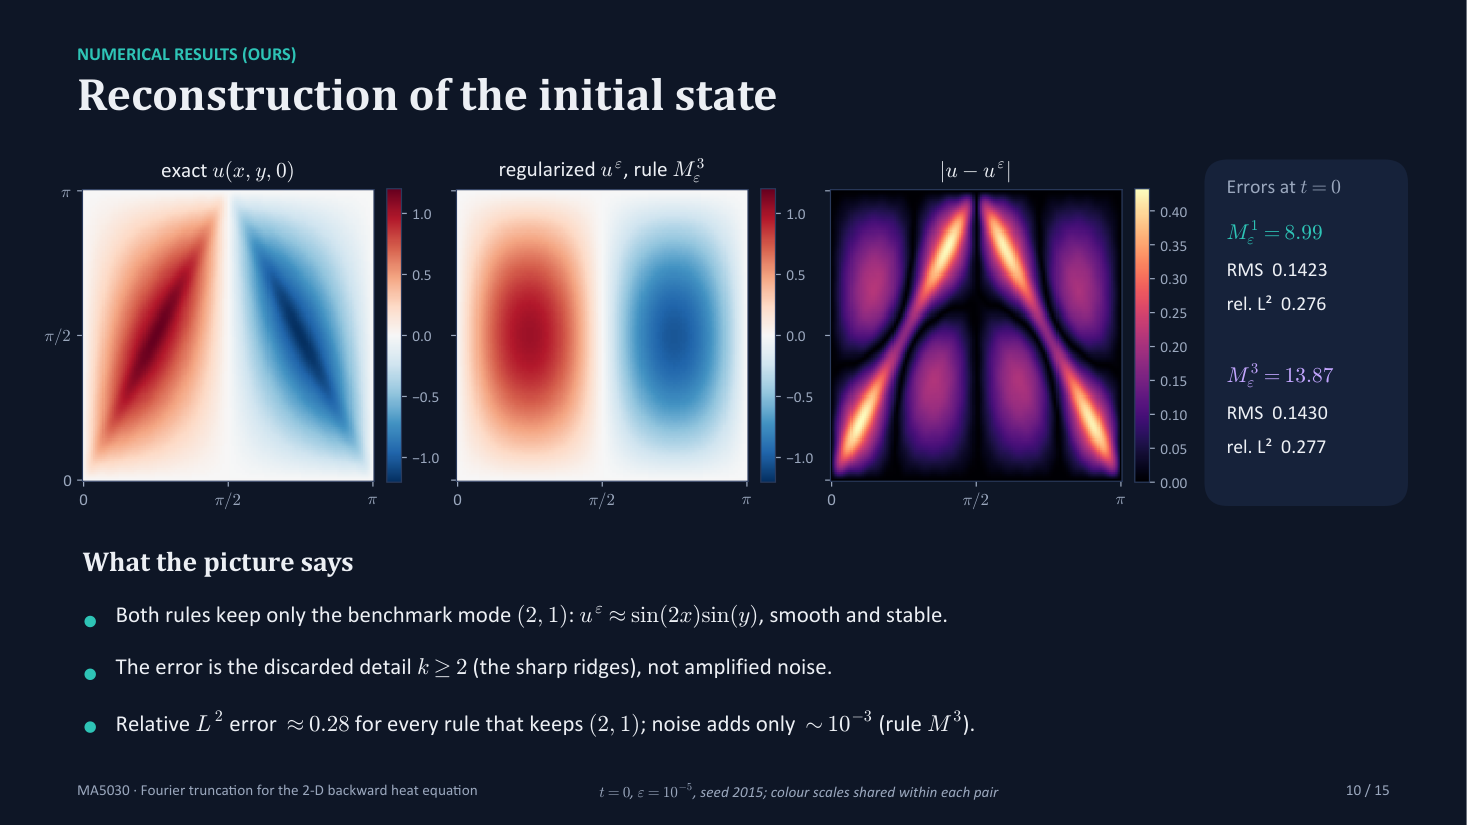 NUMERICAL RESULTS (OURS)
Reconstruction of the initial state
exact u(x, y, 0)
regularized u^ε, rule M_ε^3
|u − u^ε|
π
π/2
0
0
π/2
π
1.0
0.5
0.0
−0.5
−1.0
0
π/2
π
1.0
0.5
0.0
−0.5
−1.0
0
π/2
π
0.40
0.35
0.30
0.25
0.20
0.15
0.10
0.05
0.00
Errors at t = 0
M_ε^1 = 8.99
RMS 0.1423
rel. L² 0.276
M_ε^3 = 13.87
RMS 0.1430
rel. L² 0.277
What the picture says
● Both rules keep only the benchmark mode (2, 1): u^ε ≈ sin(2x)sin(y), smooth and stable.
● The error is the discarded detail k ≥ 2 (the sharp ridges), not amplified noise.
● Relative L² error ≈ 0.28 for every rule that keeps (2, 1); noise adds only ∼ 10⁻³ (rule M³).
MA5030 · Fourier truncation for the 2-D backward heat equation
t = 0, ε = 10⁻⁵, seed 2015; colour scales shared within each pair
10 / 15